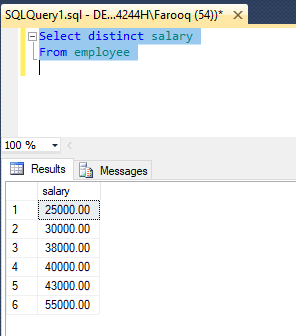 SQLQuery1.sql - DE...4244H\Farooq (54))*
Select distinct salary
From employee
100 %
Results Messages
salary
1 25000.00
2 30000.00
3 38000.00
4 40000.00
5 43000.00
6 55000.00